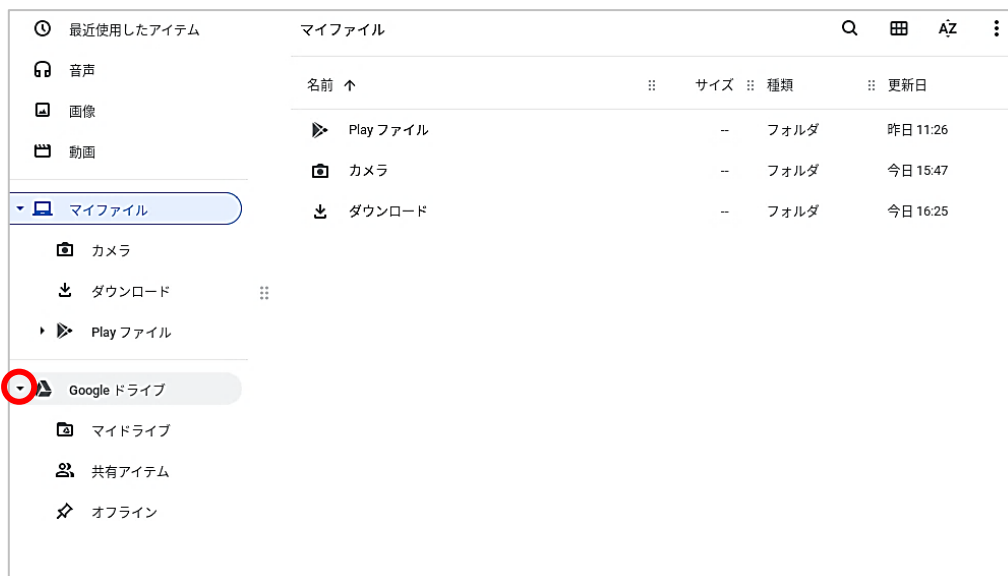 最近使用したアイテム
音声
画像
動画
マイファイル
カメラ
ダウンロード
Play ファイル
Google ドライブ
マイドライブ
共有アイテム
オフライン
マイファイル
AZ
名前 サイズ 種類 更新日
Play ファイル -- フォルダ 昨日 11:26
カメラ -- フォルダ 今日 15:47
ダウンロード -- フォルダ 今日 16:25